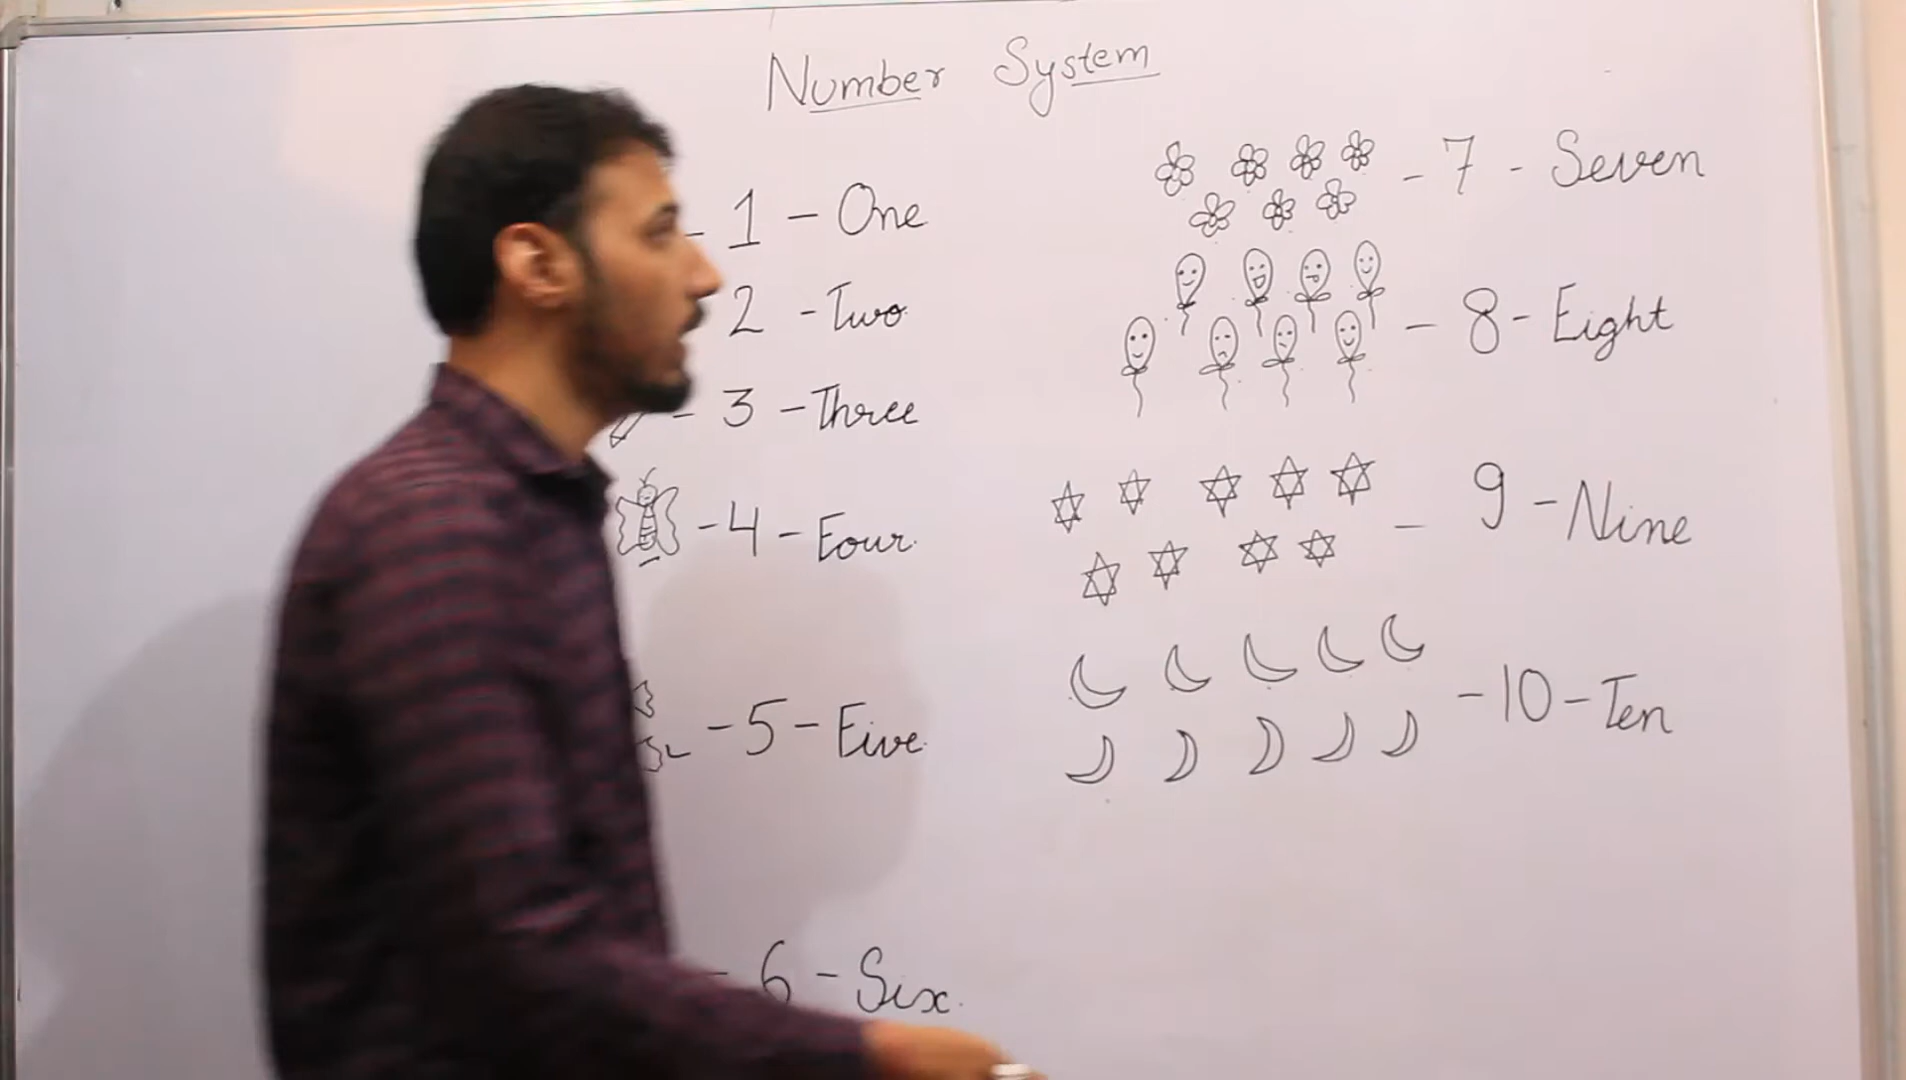 Number System
- 1 - One
2 - Two
- 3 - Three
- 4 - Four
- 5 - Five
- 6 - Six
- 7 - Seven
- 8 - Eight
- 9 - Nine
- 10 - Ten